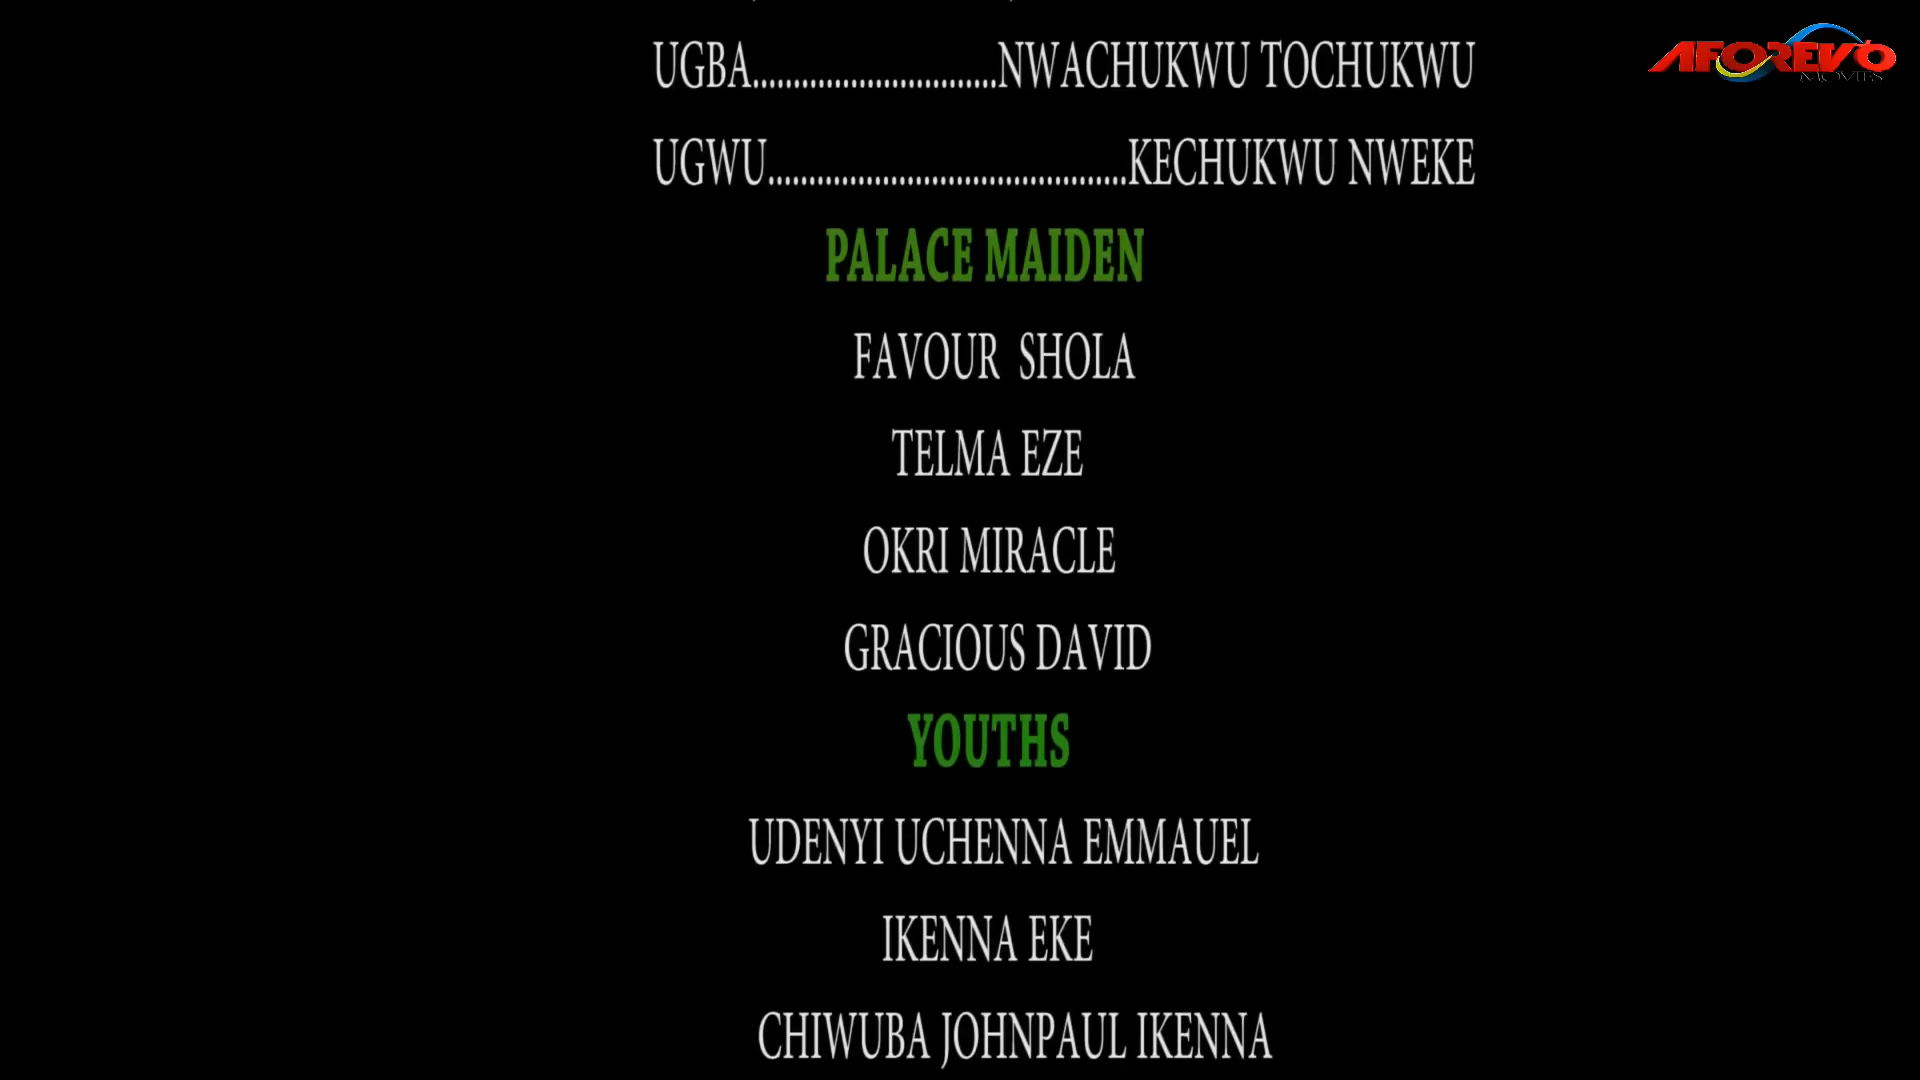 AFOREVO
MOVIES
UGBA..............................NWACHUKWU TOCHUKWU
UGWU............................................KECHUKWU NWEKE
PALACE MAIDEN
FAVOUR SHOLA
TELMA EZE
OKRI MIRACLE
GRACIOUS DAVID
YOUTHS
UDENYI UCHENNA EMMAUEL
IKENNA EKE
CHIWUBA JOHNPAUL IKENNA